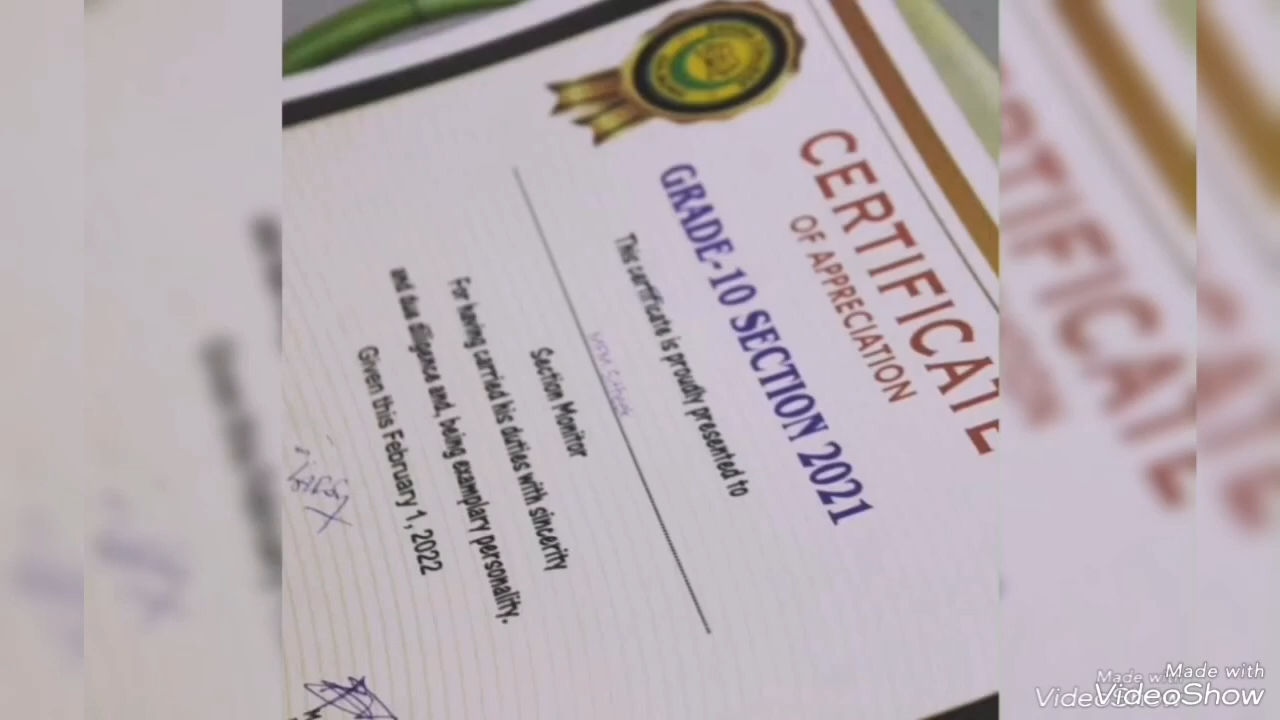 CERTIFICATE
OF APPRECIATION
GRADE-10 SECTION 2021
This certificate is proudly presented to
Section Monitor
For having carried his duties with sincerity
and due diligence and, being examplary personality.
Given this February 1, 2022
Made with
VideoShow